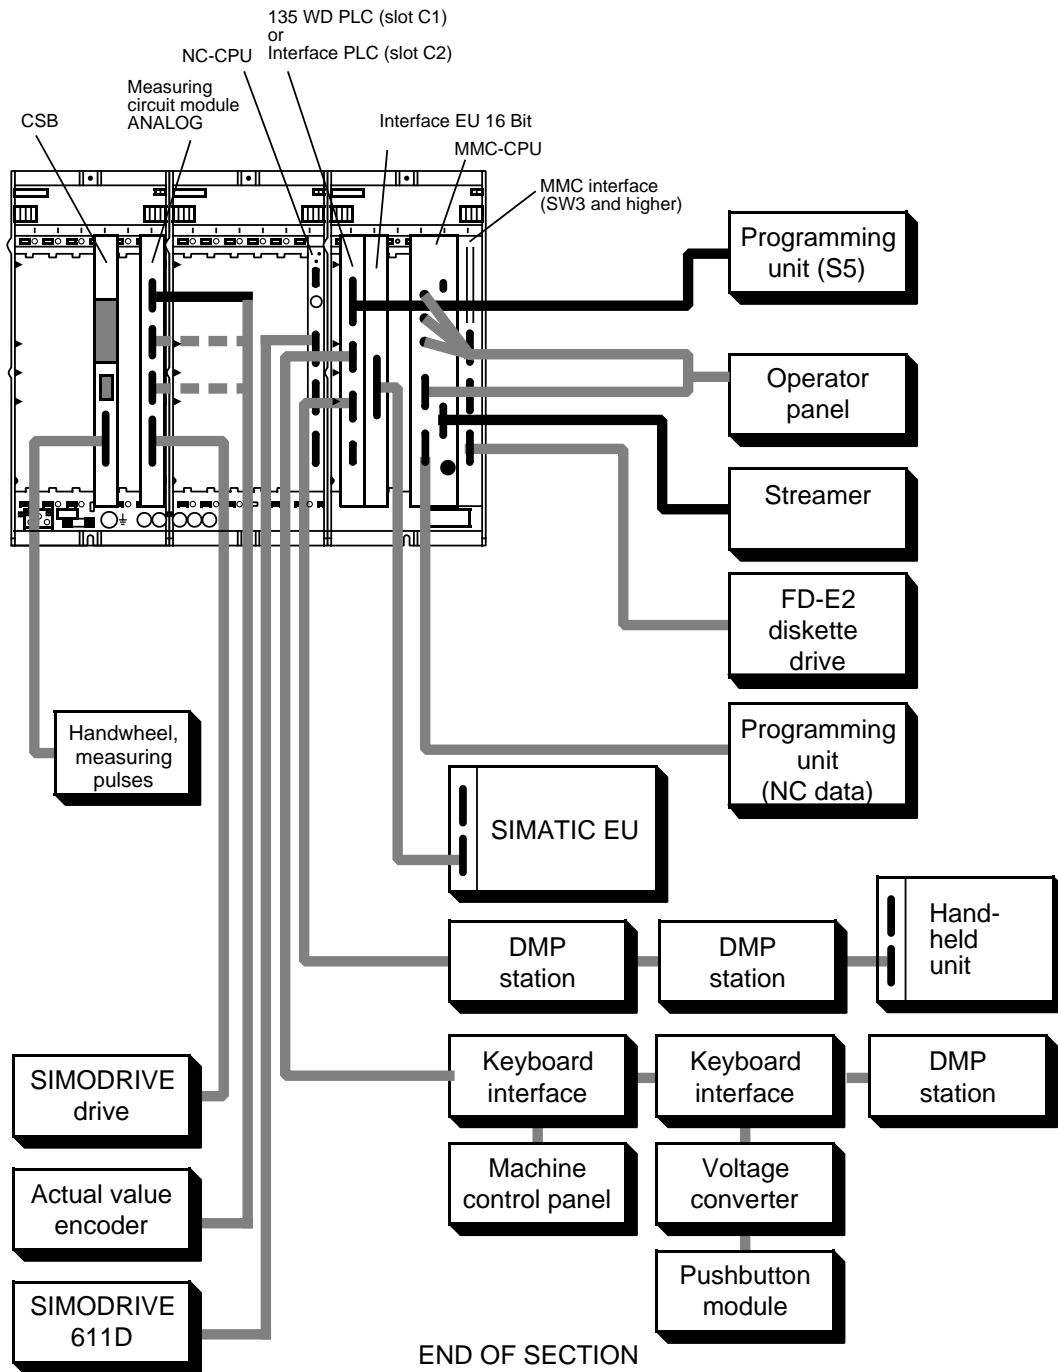 135 WD PLC (slot C1)
or
Interface PLC (slot C2)
NC-CPU
Measuring
circuit module
ANALOG
CSB
Interface EU 16 Bit
MMC-CPU
MMC interface
(SW3 and higher)
Programming
unit (S5)
Operator
panel
Streamer
FD-E2
diskette
drive
Programming
unit
(NC data)
Handwheel,
measuring
pulses
SIMATIC EU
DMP
station
DMP
station
Hand-
held
unit
Keyboard
interface
Keyboard
interface
DMP
station
SIMODRIVE
drive
Machine
control panel
Voltage
converter
Actual value
encoder
Pushbutton
module
SIMODRIVE
611D
END OF SECTION